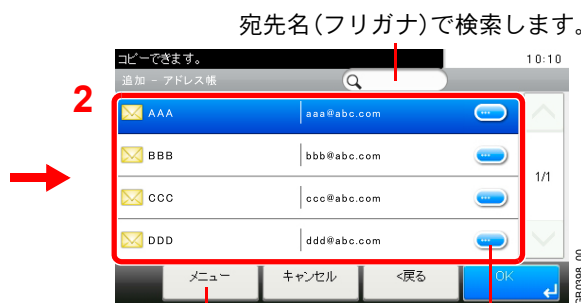 宛先名(フリガナ)で検索します。
コピーできます。 10:10
追加 - アドレス帳
2
AAA aaa@abc.com ...
BBB bbb@abc.com ...
1/1
CCC ccc@abc.com ...
DDD ddd@abc.com ...
メニュー キャンセル <戻る OK